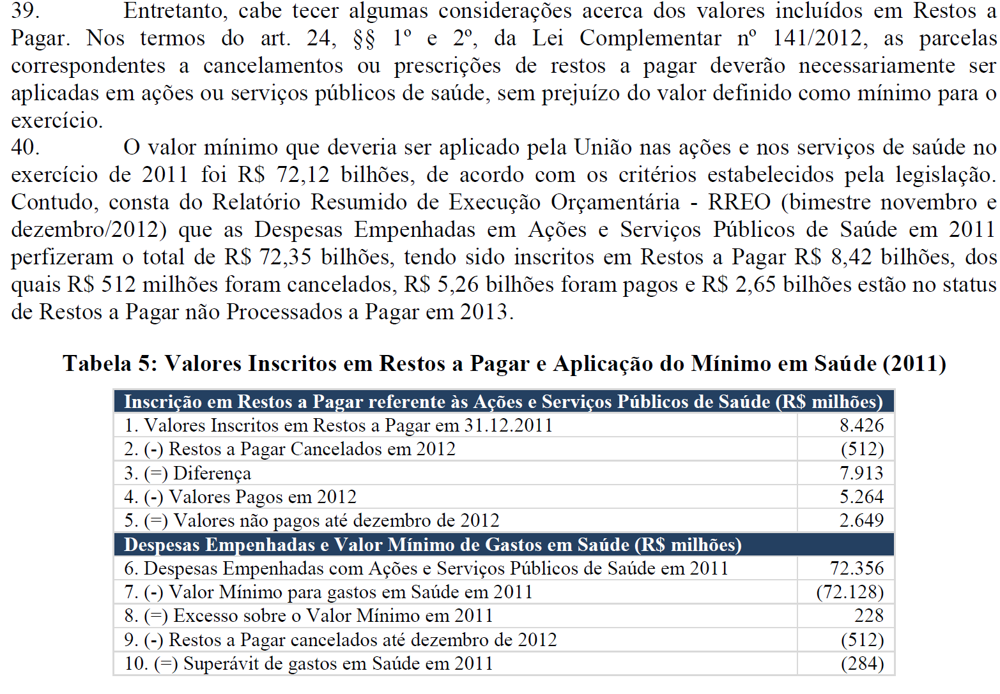 39. Entretanto, cabe tecer algumas considerações acerca dos valores incluídos em Restos a
Pagar. Nos termos do art. 24, §§ 1º e 2º, da Lei Complementar nº 141/2012, as parcelas
correspondentes a cancelamentos ou prescrições de restos a pagar deverão necessariamente ser
aplicadas em ações ou serviços públicos de saúde, sem prejuízo do valor definido como mínimo para o
exercício.
40. O valor mínimo que deveria ser aplicado pela União nas ações e nos serviços de saúde no
exercício de 2011 foi R$ 72,12 bilhões, de acordo com os critérios estabelecidos pela legislação.
Contudo, consta do Relatório Resumido de Execução Orçamentária - RREO (bimestre novembro e
dezembro/2012) que as Despesas Empenhadas em Ações e Serviços Públicos de Saúde em 2011
perfizeram o total de R$ 72,35 bilhões, tendo sido inscritos em Restos a Pagar R$ 8,42 bilhões, dos
quais R$ 512 milhões foram cancelados, R$ 5,26 bilhões foram pagos e R$ 2,65 bilhões estão no status
de Restos a Pagar não Processados a Pagar em 2013.
Tabela 5: Valores Inscritos em Restos a Pagar e Aplicação do Mínimo em Saúde (2011)
Inscrição em Restos a Pagar referente às Ações e Serviços Públicos de Saúde (R$ milhões)
1. Valores Inscritos em Restos a Pagar em 31.12.2011 8.426
2. (-) Restos a Pagar Cancelados em 2012 (512)
3. (=) Diferença 7.913
4. (-) Valores Pagos em 2012 5.264
5. (=) Valores não pagos até dezembro de 2012 2.649
Despesas Empenhadas e Valor Mínimo de Gastos em Saúde (R$ milhões)
6. Despesas Empenhadas com Ações e Serviços Públicos de Saúde em 2011 72.356
7. (-) Valor Mínimo para gastos em Saúde em 2011 (72.128)
8. (=) Excesso sobre o Valor Mínimo em 2011 228
9. (-) Restos a Pagar cancelados até dezembro de 2012 (512)
10. (=) Superávit de gastos em Saúde em 2011 (284)